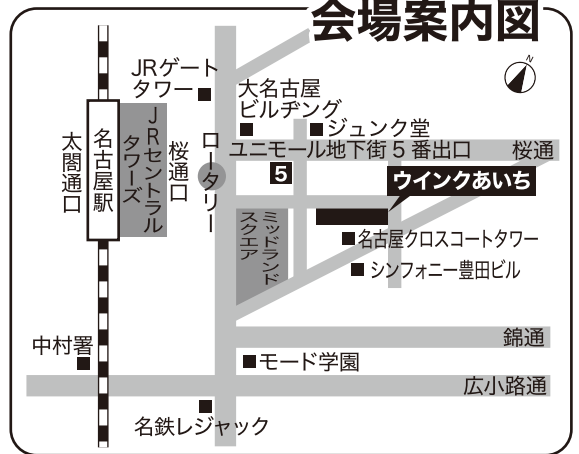 会場案内図
N
JRゲート
タワー
大名古屋
ビルヂング
ジュンク堂
ユニモール地下街5番出口
桜通
5
ウインクあいち
太閤通口
名古屋駅
JRセントラル
タワーズ
桜通口
ロータリー
ミッドランド
スクエア
名古屋クロスコートタワー
シンフォニー豊田ビル
錦通
中村署
モード学園
広小路通
名鉄レジャック